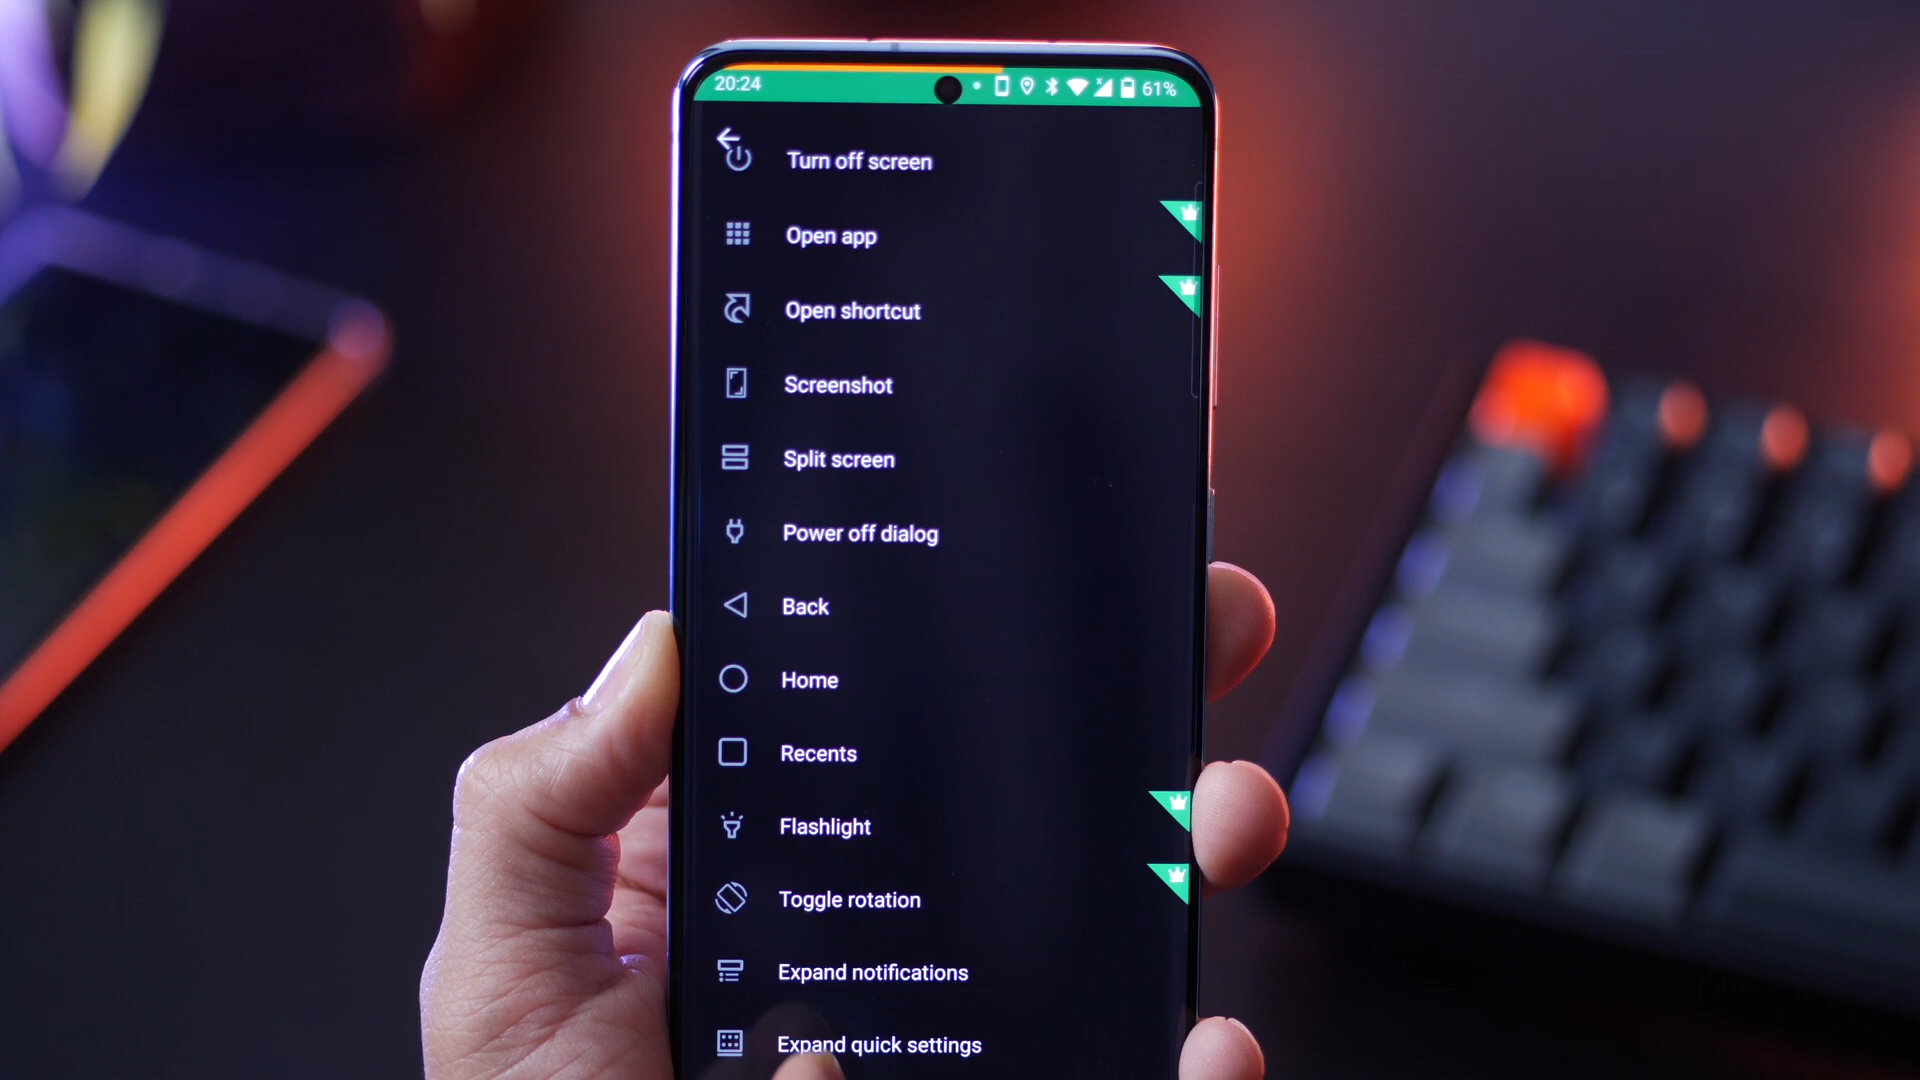 20:24 61%
Turn off screen
Open app
Open shortcut
Screenshot
Split screen
Power off dialog
Back
Home
Recents
Flashlight
Toggle rotation
Expand notifications
Expand quick settings